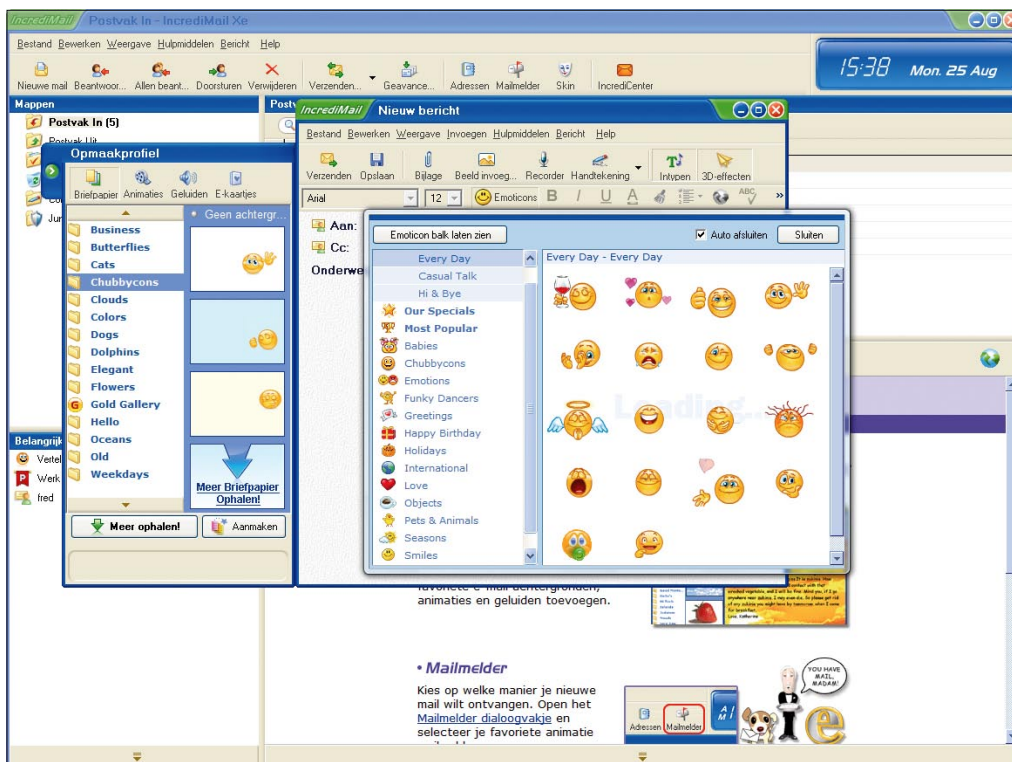 IncrediMail Postvak In - IncrediMail Xe
Bestand Bewerken Weergave Hulpmiddelen Bericht Help
Nieuwe mail Beantwoor... Allen beant... Doorsturen Verwijderen Verzenden... Geavance... Adressen Mailmelder Skin IncrediCenter
15:38 Mon. 25 Aug
Mappen
Postvak In (5)
Postvak Uit
Belangrijk
Vertel
Werk
fred
Opmaakprofiel
Briefpapier Animaties Geluiden E-kaartjes
Business
Butterflies
Cats
Chubbycons
Clouds
Colors
Dogs
Dolphins
Elegant
Flowers
Gold Gallery
Hello
Oceans
Old
Weekdays
Geen achtergr...
Meer Briefpapier
Ophalen!
Meer ophalen!
Aanmaken
IncrediMail Nieuw bericht
Bestand Bewerken Weergave Invoegen Hulpmiddelen Bericht Help
Verzenden Opslaan Bijlage Beeld invoeg... Recorder Handtekening Intypen 3D-effecten
Arial 12 Emoticons B I U A ABC »
Aan:
Cc:
Onderwe
Emoticon balk laten zien
Auto afsluiten
Sluiten
Every Day
Casual Talk
Hi & Bye
Our Specials
Most Popular
Babies
Chubbycons
Emotions
Funky Dancers
Greetings
Happy Birthday
Holidays
International
Love
Objects
Pets & Animals
Seasons
Smiles
Every Day - Every Day
Loading...
favoriete e-mail achtergronden,
animaties en geluiden toevoegen.
• Mailmelder
Kies op welke manier je nieuwe
mail wilt ontvangen. Open het
Mailmelder dialoogvakje en
selecteer je favoriete animatie
Adressen Mailmelder
YOU HAVE
MAIL,
MADAM!